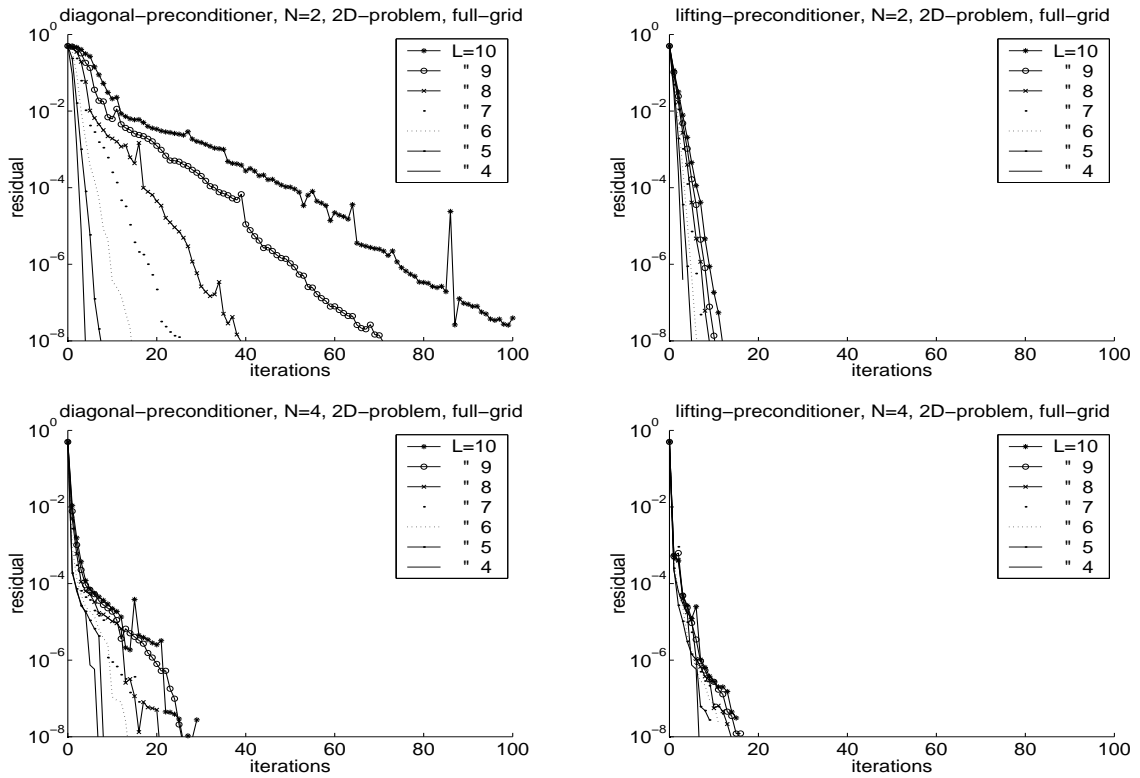 diagonal−preconditioner, N=2, 2D−problem, full−grid
10^0
10^−2
10^−4
10^−6
10^−8
residual
0 20 40 60 80 100
iterations
L=10
" 9
" 8
" 7
" 6
" 5
" 4
lifting−preconditioner, N=2, 2D−problem, full−grid
10^0
10^−2
10^−4
10^−6
10^−8
residual
0 20 40 60 80 100
iterations
L=10
" 9
" 8
" 7
" 6
" 5
" 4
diagonal−preconditioner, N=4, 2D−problem, full−grid
10^0
10^−2
10^−4
10^−6
10^−8
residual
0 20 40 60 80 100
iterations
L=10
" 9
" 8
" 7
" 6
" 5
" 4
lifting−preconditioner, N=4, 2D−problem, full−grid
10^0
10^−2
10^−4
10^−6
10^−8
residual
0 20 40 60 80 100
iterations
L=10
" 9
" 8
" 7
" 6
" 5
" 4